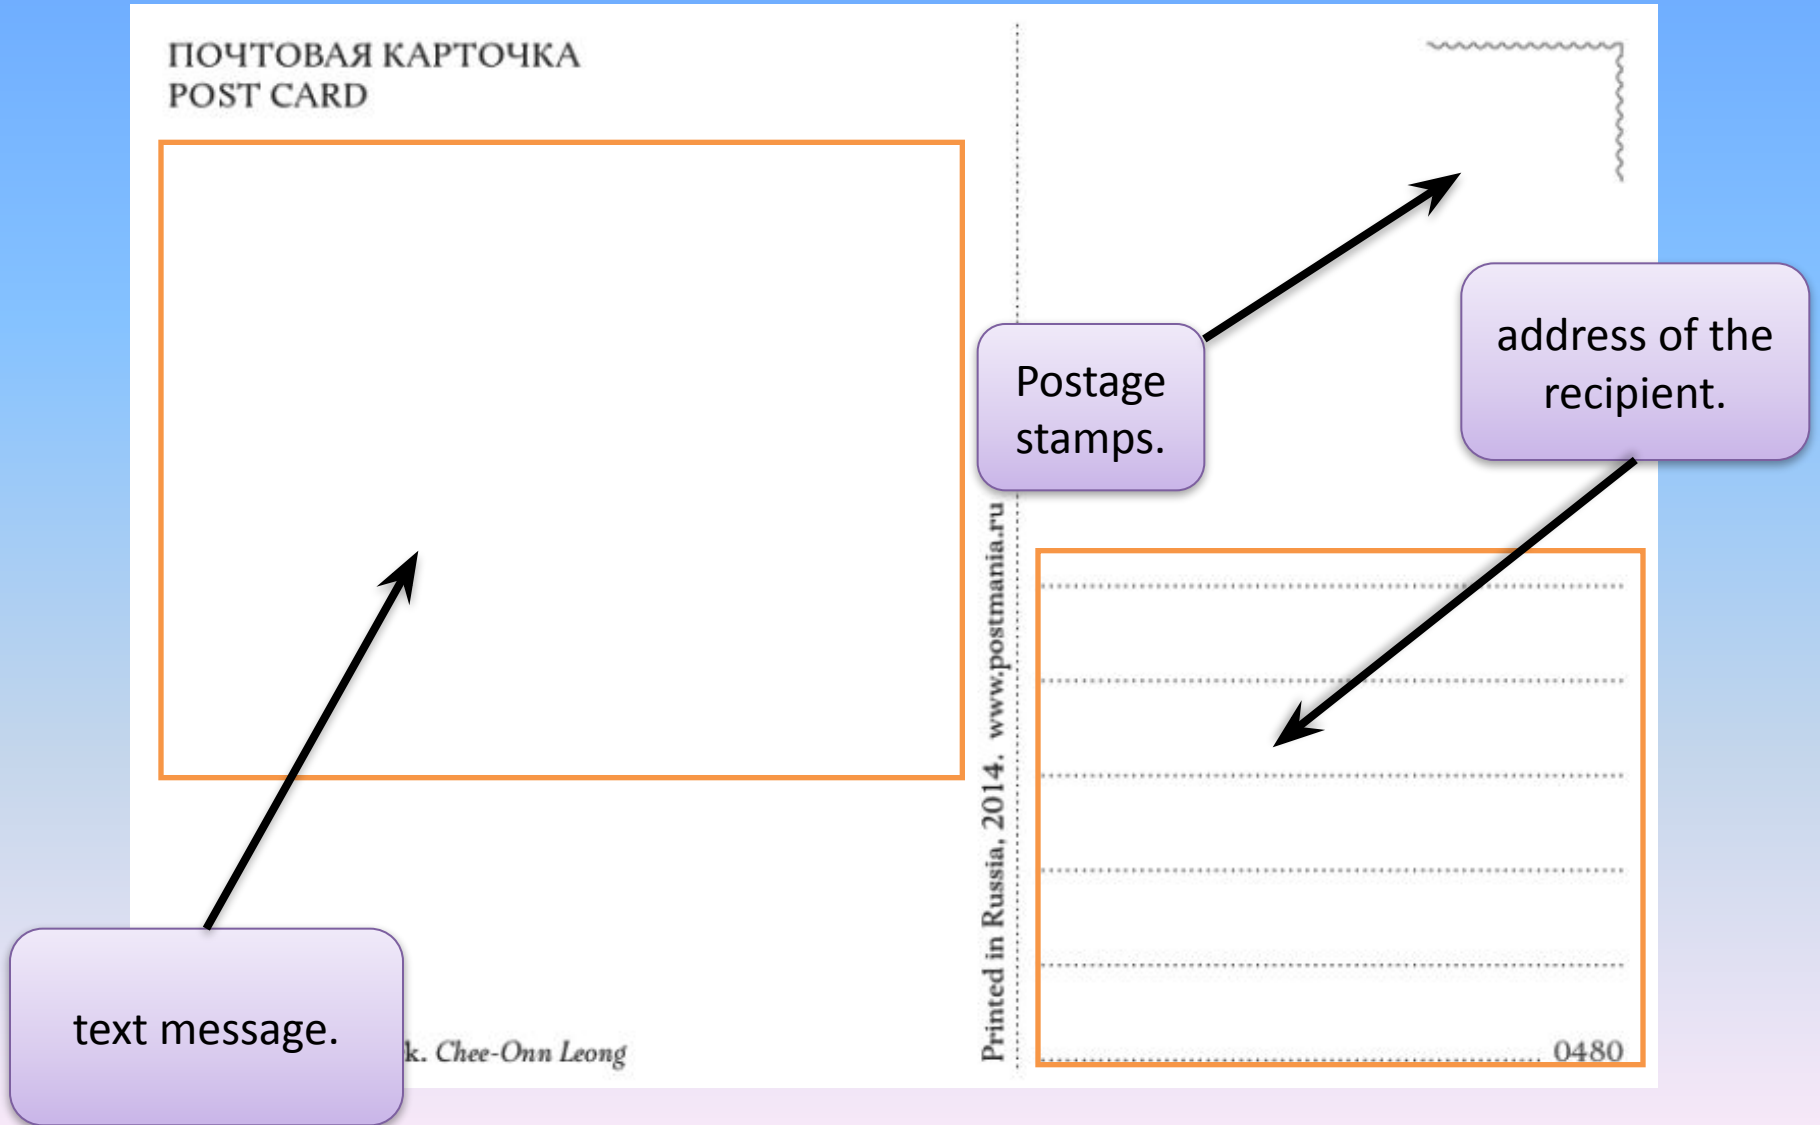 ПОЧТОВАЯ КАРТОЧКА
POST CARD
Postage
stamps.
address of the
recipient.
Printed in Russia, 2014. www.postmania.ru
text message.
k. Chee-Onn Leong
0480